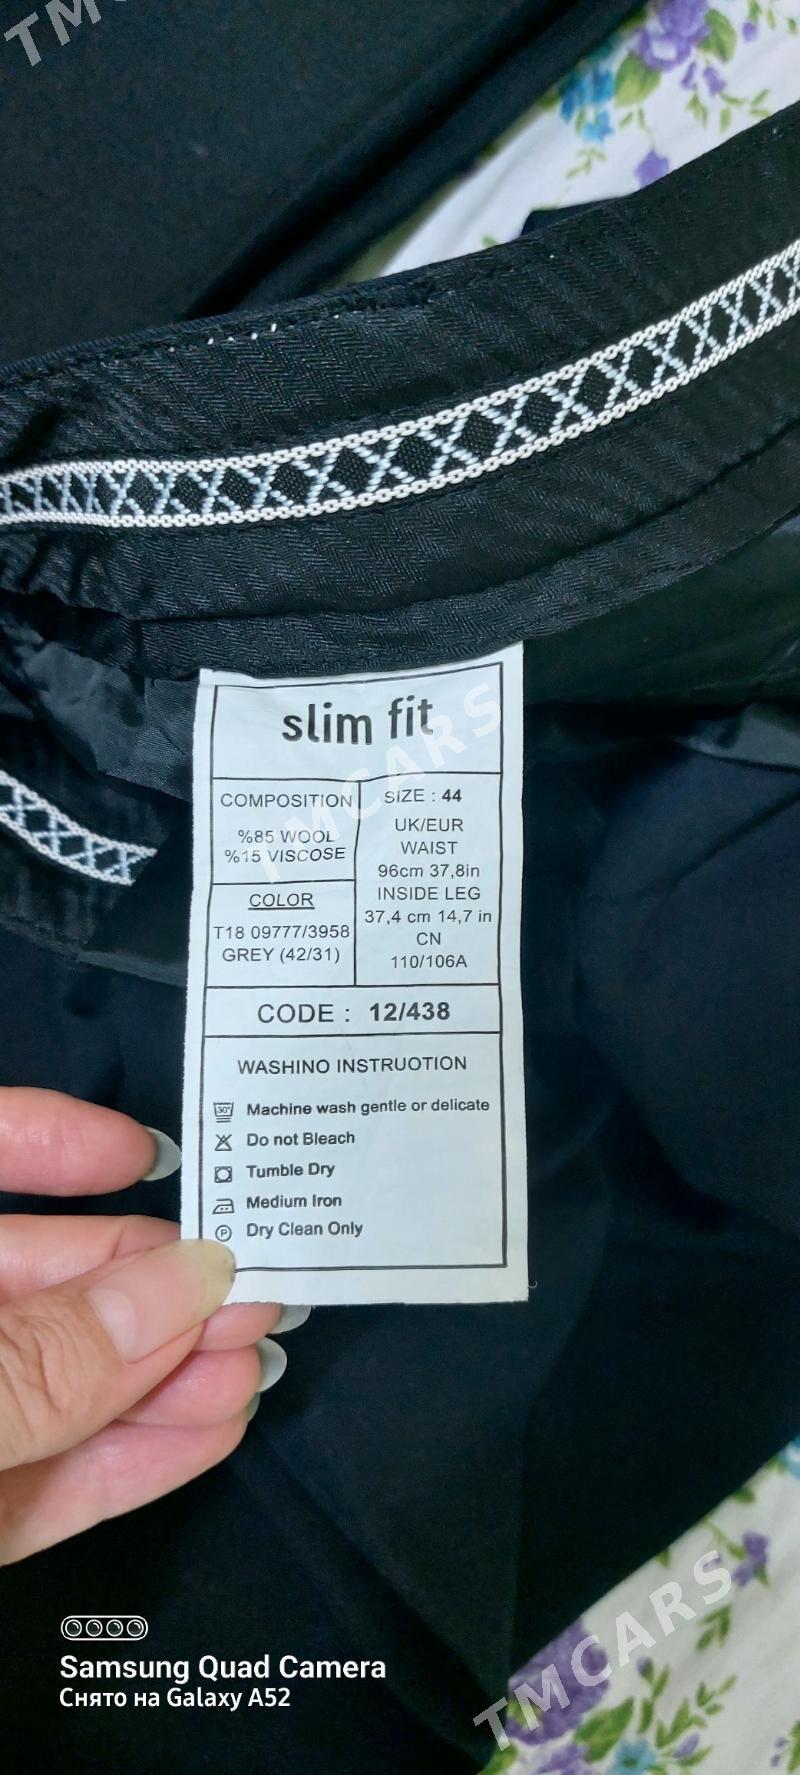 TMCARS
slim fit
COMPOSITION
%85 WOOL
%15 VISCOSE
COLOR
T18 09777/3958
GREY (42/31)
SIZE : 44
UK/EUR
WAIST
96cm 37,8in
INSIDE LEG
37,4 cm 14,7 in
CN
110/106A
CODE : 12/438
WASHINO INSTRUOTION
30°
Machine wash gentle or delicate
Do not Bleach
Tumble Dry
Medium Iron
P
Dry Clean Only
TMCARS
Samsung Quad Camera
Снято на Galaxy A52